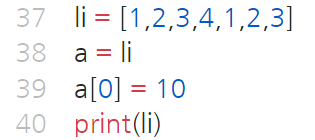 37 li = [1,2,3,4,1,2,3]
38 a = li
39 a[0] = 10
40 print(li)